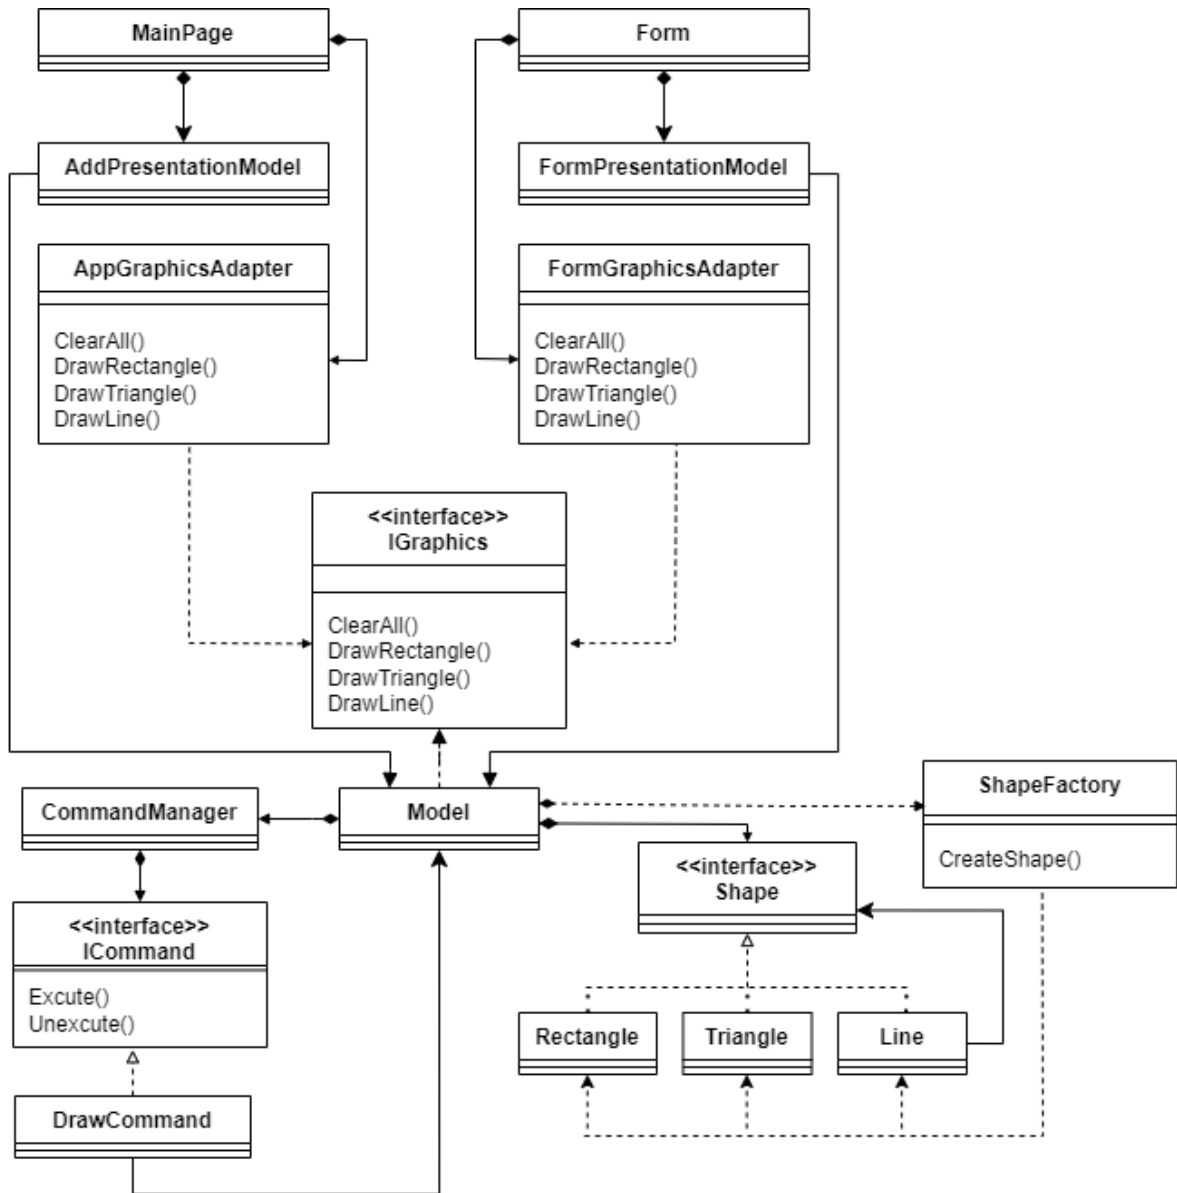 MainPage
Form
AddPresentationModel
FormPresentationModel
AppGraphicsAdapter
ClearAll()
DrawRectangle()
DrawTriangle()
DrawLine()
FormGraphicsAdapter
ClearAll()
DrawRectangle()
DrawTriangle()
DrawLine()
<<interface>>
IGraphics
ClearAll()
DrawRectangle()
DrawTriangle()
DrawLine()
CommandManager
Model
ShapeFactory
CreateShape()
<<interface>>
Shape
<<interface>>
ICommand
Excute()
Unexcute()
Rectangle
Triangle
Line
DrawCommand